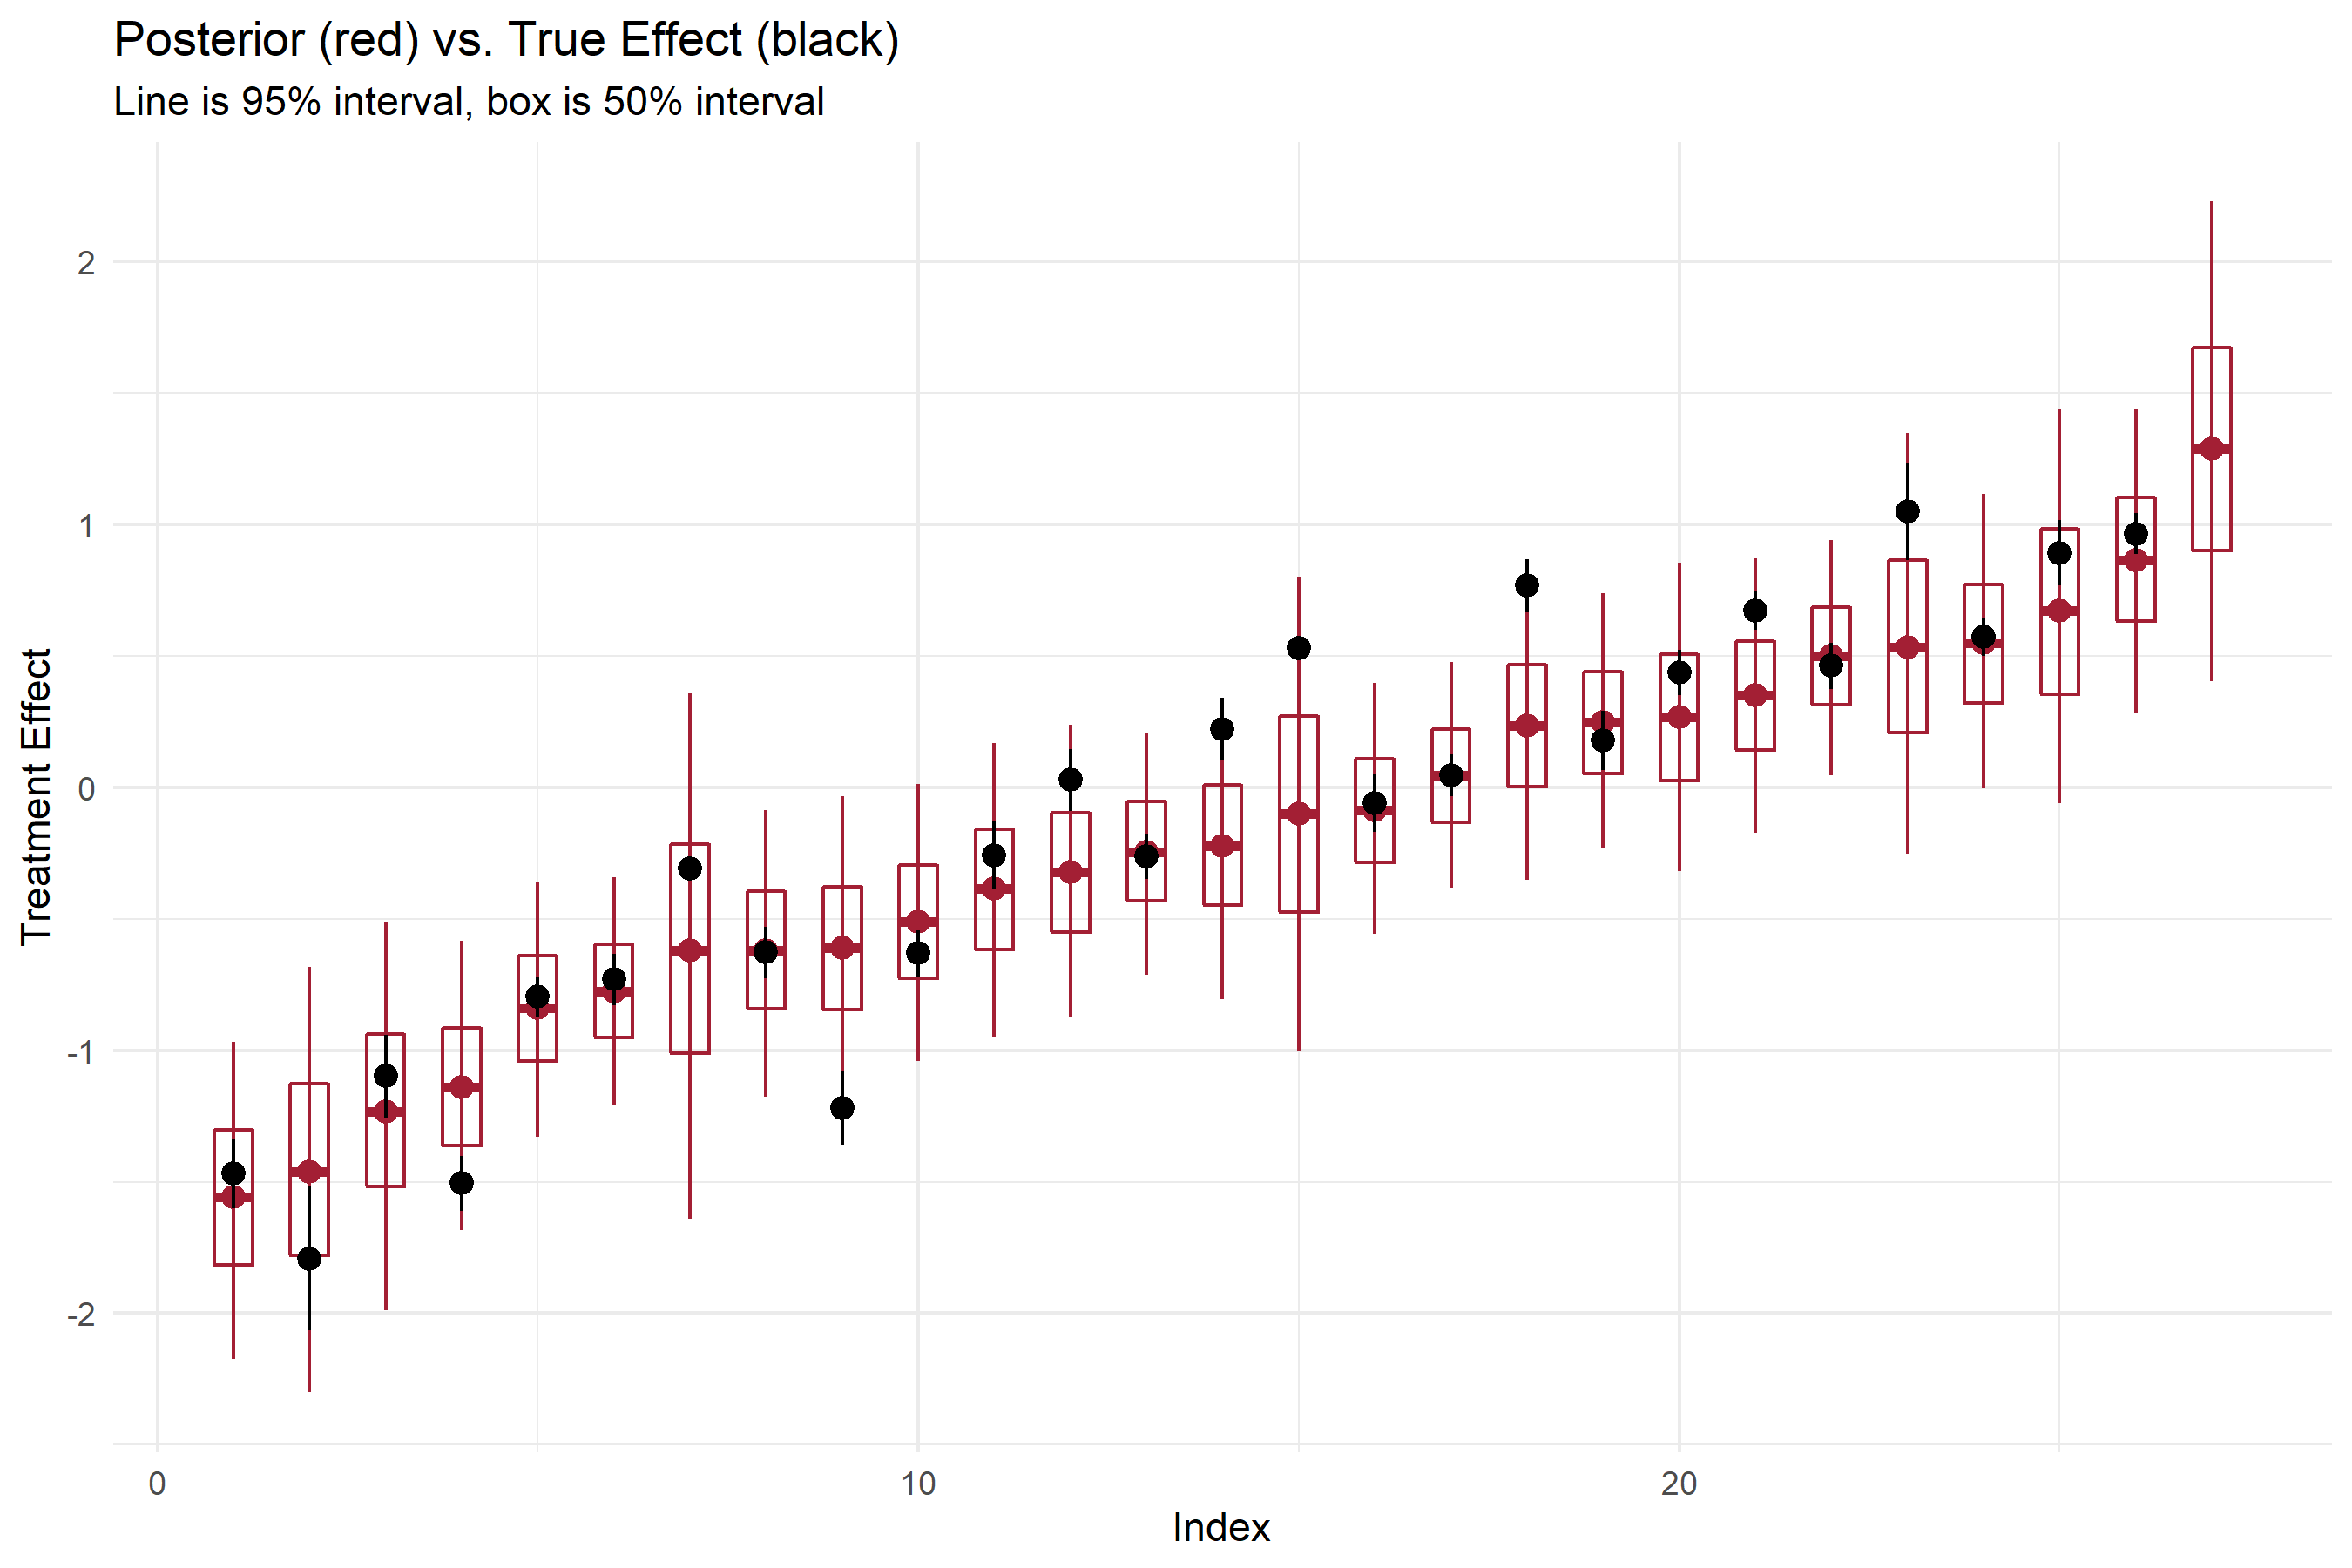 Posterior (red) vs. True Effect (black)
Line is 95% interval, box is 50% interval
Treatment Effect
2
1
0
-1
-2
0
10
20
Index